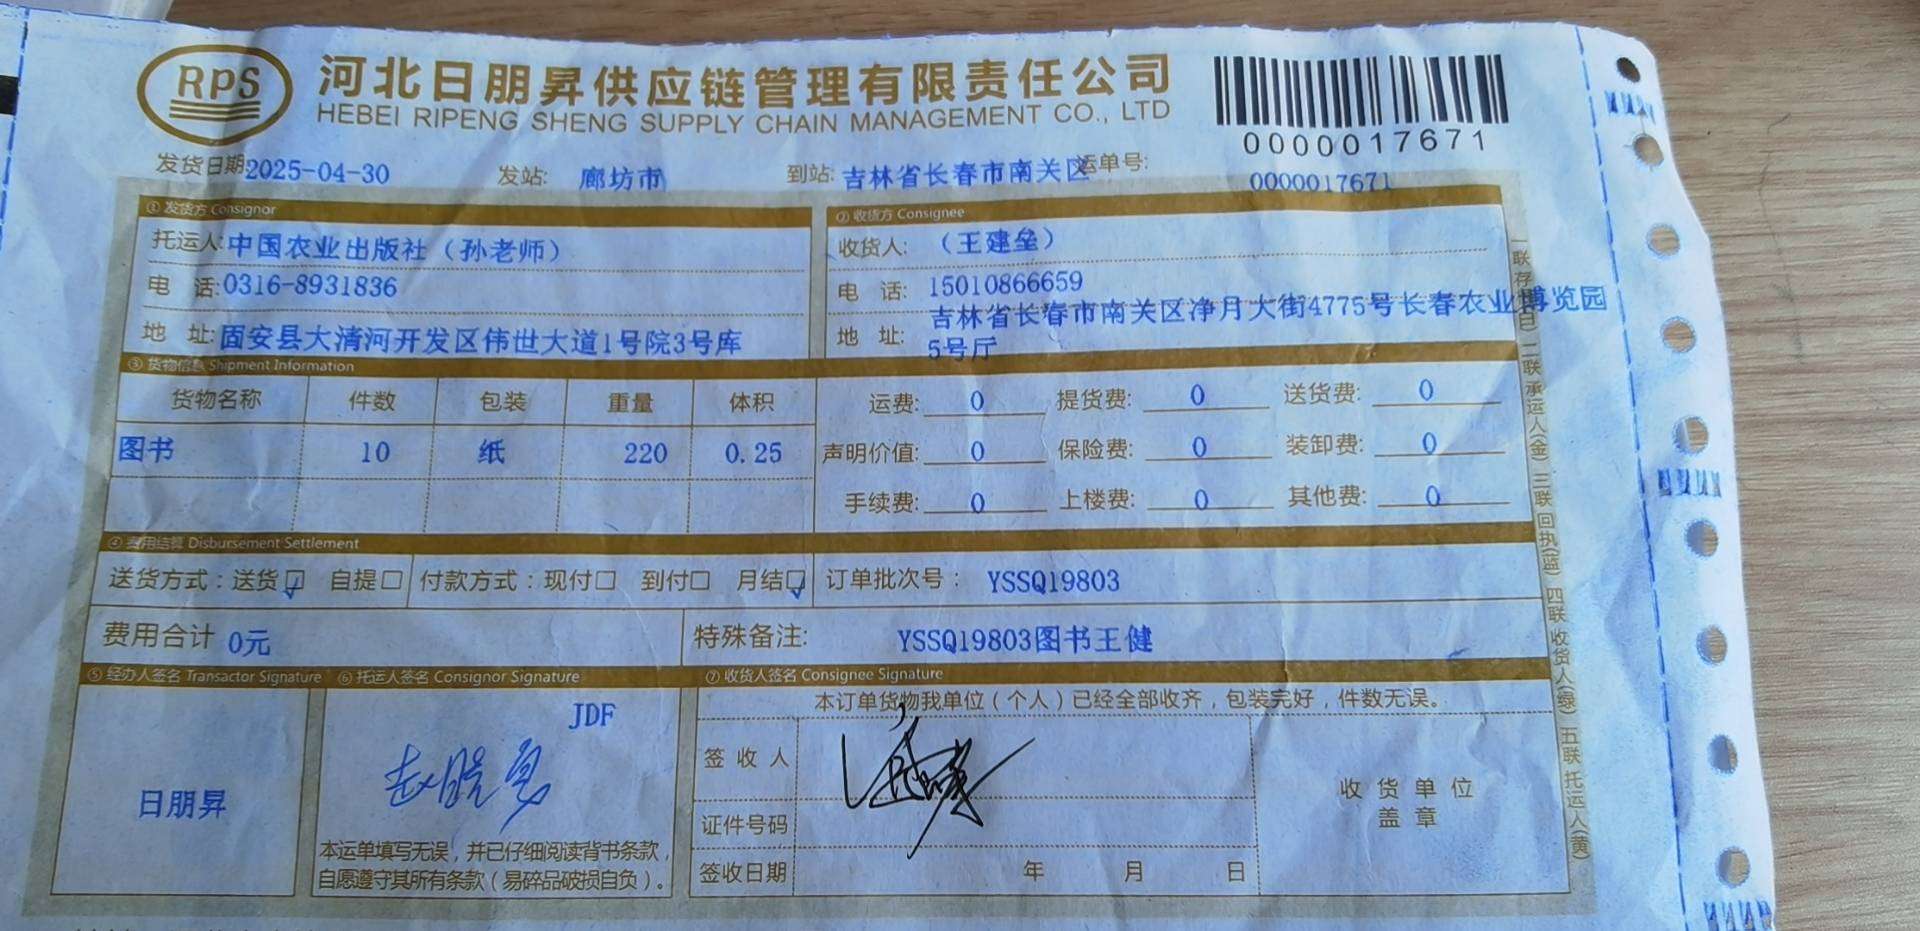 RPS
河北日朋昇供应链管理有限责任公司
HEBEI RIPENG SHENG SUPPLY CHAIN MANAGEMENT CO., LTD
0000017671
发货日期 2025-04-30 发站: 廊坊市 到站: 吉林省长春市南关区 运单号: 0000017671
① 发货方 Consignor
托运人: 中国农业出版社（孙老师）
电 话: 0316-8931836
地 址: 固安县大清河开发区伟世大道1号院3号库
② 收货方 Consignee
收货人: （王建垒）
电 话: 15010866659
地 址: 吉林省长春市南关区净月大街4775号长春农业博览园
5号厅
③ 货物信息 Shipment Information
货物名称 件数 包装 重量 体积
图书 10 纸 220 0.25
运费: 0 提货费: 0 送货费: 0
声明价值: 0 保险费: 0 装卸费: 0
手续费: 0 上楼费: 0 其他费: 0
④ 费用结算 Disbursement Settlement
送货方式：送货☑ 自提□ 付款方式：现付□ 到付□ 月结☑ 订单批次号： YSSQ19803
费用合计 0元 特殊备注: YSSQ19803图书王健
⑤ 经办人签名 Transactor Signature ⑥ 托运人签名 Consignor Signature ⑦ 收货人签名 Consignee Signature
日朋昇
JDF
本运单填写无误，并已仔细阅读背书条款，
自愿遵守其所有条款（易碎品破损自负）。
本订单货物我单位（个人）已经全部收齐，包装完好，件数无误。
签收人
证件号码
签收日期 年 月 日
收货单位
盖章
二联承运人(金) 三联回执(蓝) 四联收货人(绿) 五联托运人(黄)